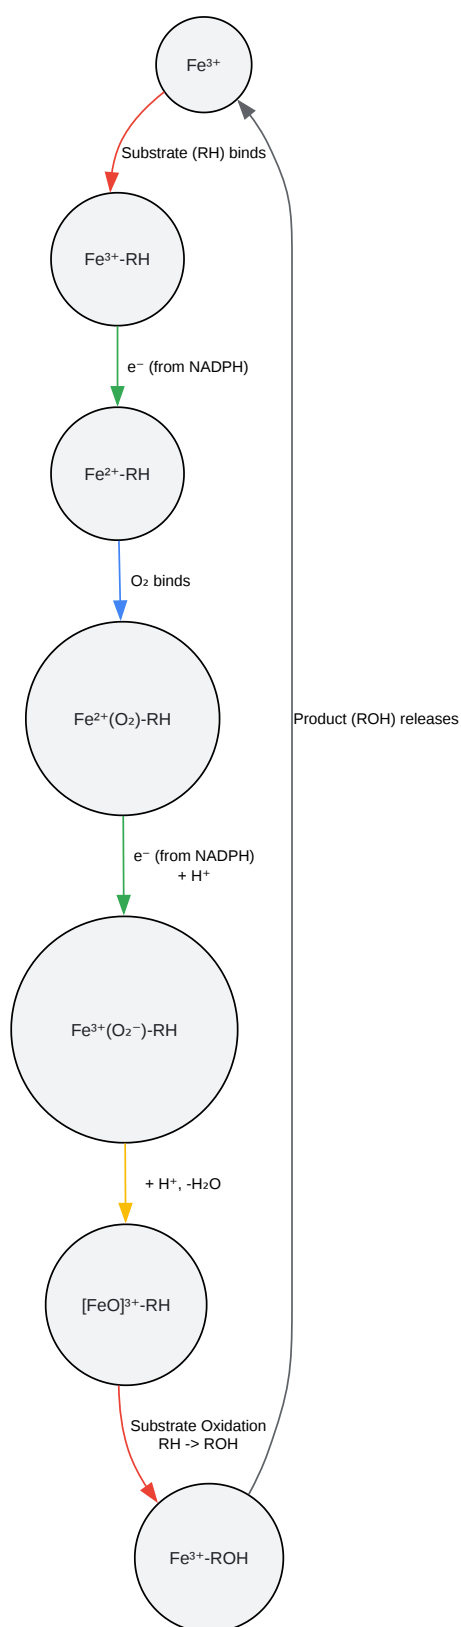 Fe³⁺
Substrate (RH) binds
Fe³⁺-RH
e⁻ (from NADPH)
Fe²⁺-RH
O₂ binds
Fe²⁺(O₂)-RH
Product (ROH) releases
e⁻ (from NADPH)
+ H⁺
Fe³⁺(O₂⁻)-RH
+ H⁺, -H₂O
[FeO]³⁺-RH
Substrate Oxidation
RH -> ROH
Fe³⁺-ROH